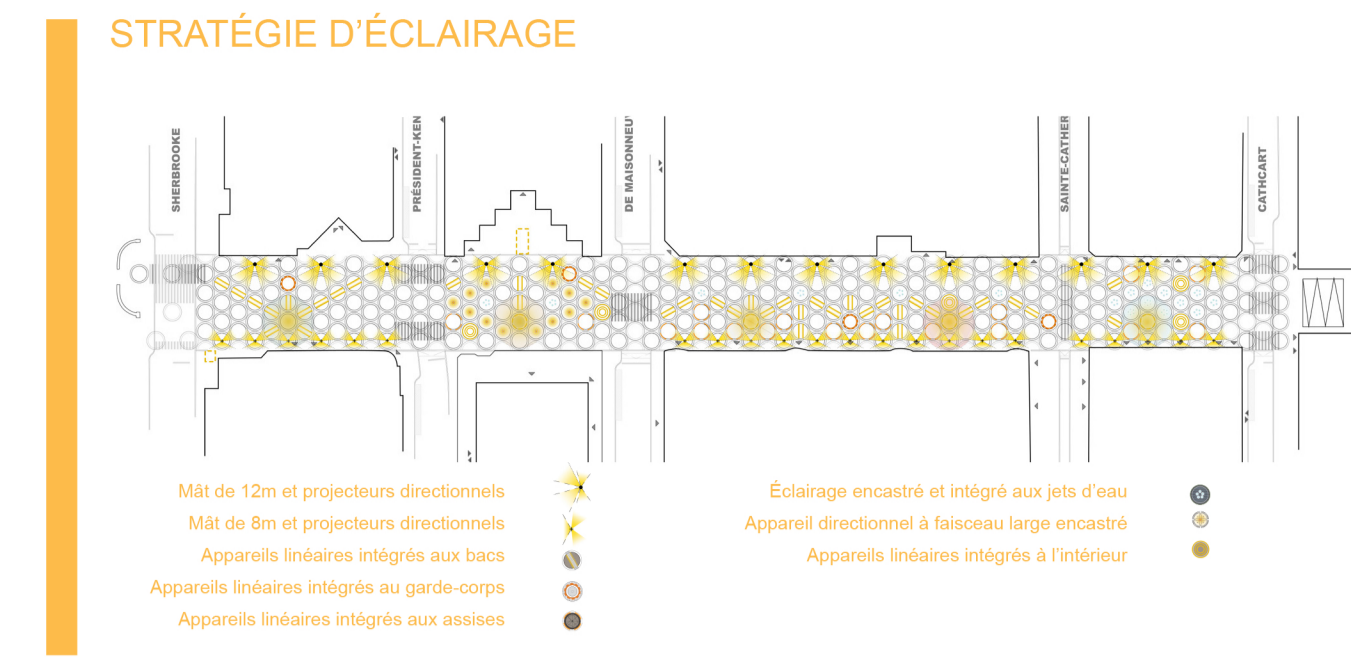 STRATÉGIE D'ÉCLAIRAGE
SHERBROOKE
PRÉSIDENT-KEN
DE MAISONNEU
SAINTE-CATHER
CATHCART
Mât de 12m et projecteurs directionnels
Mât de 8m et projecteurs directionnels
Appareils linéaires intégrés aux bacs
Appareils linéaires intégrés au garde-corps
Appareils linéaires intégrés aux assises
Éclairage encastré et intégré aux jets d'eau
Appareil directionnel à faisceau large encastré
Appareils linéaires intégrés à l'intérieur